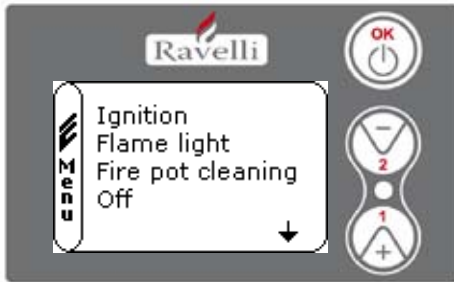 Ravelli
OK
Menu
Ignition
Flame light
Fire pot cleaning
Off
−
2
1
+